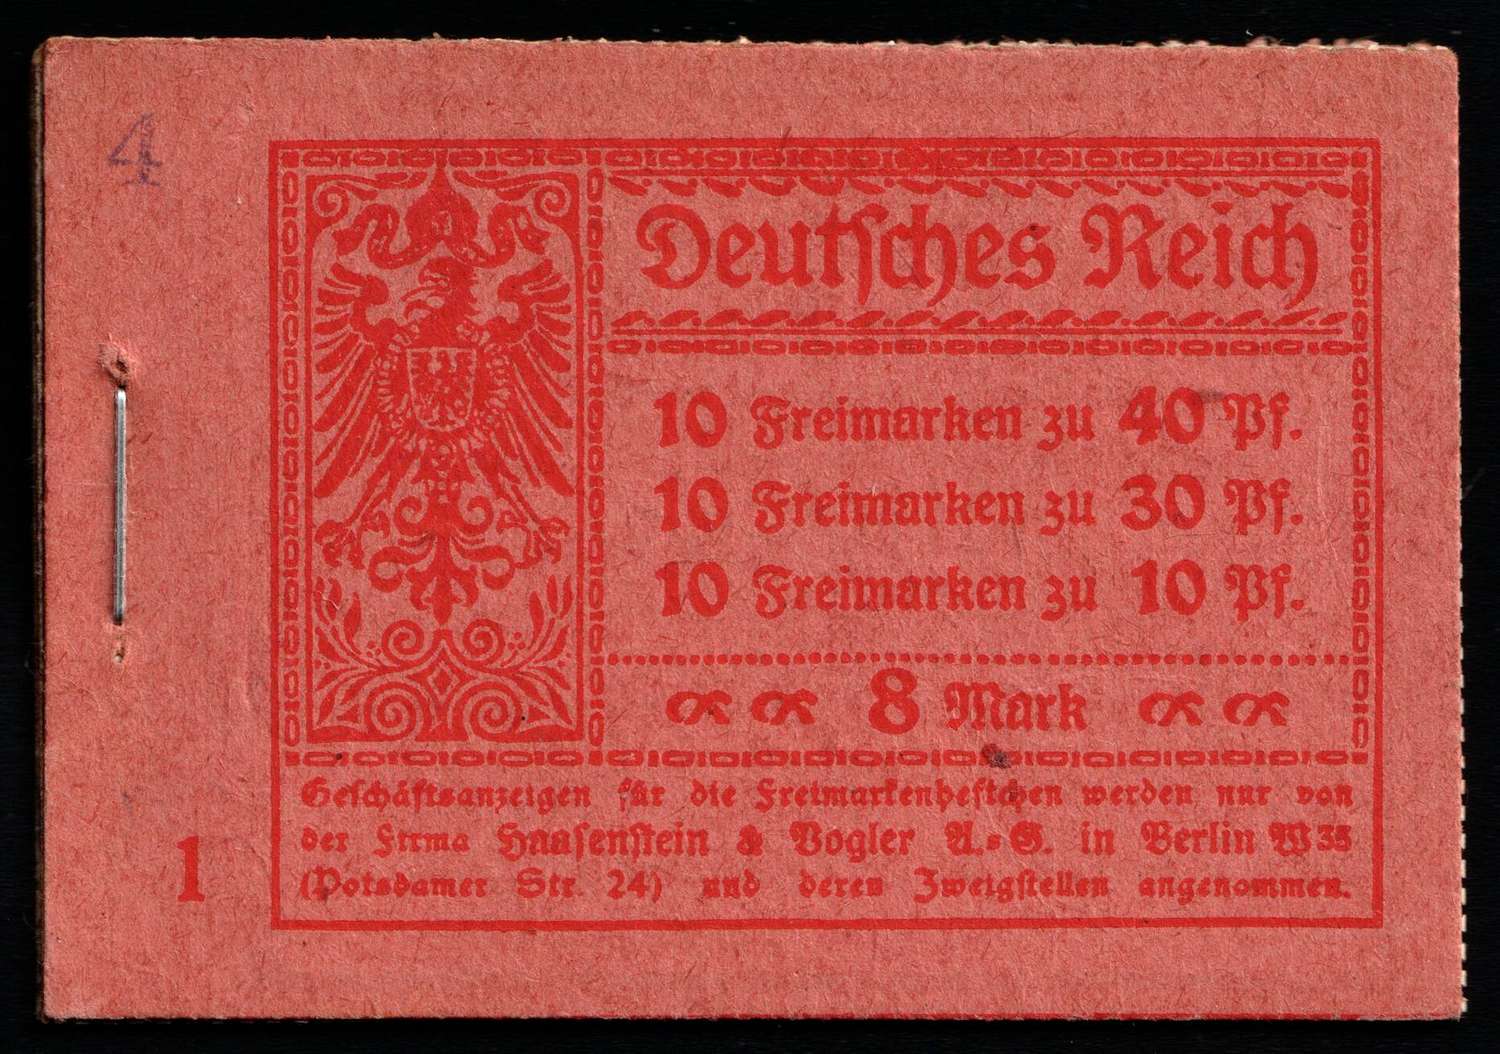 4
Deutsches Reich
10 Freimarken zu 40 Pf.
10 Freimarken zu 30 Pf.
10 Freimarken zu 10 Pf.
8 Mark
Geschäftsanzeigen für die Freimarkenheftchen werden nur von
der Firma Haasenstein & Vogler A.=G. in Berlin W 35
(Potsdamer Str. 24) und deren Zweigstellen angenommen.
1